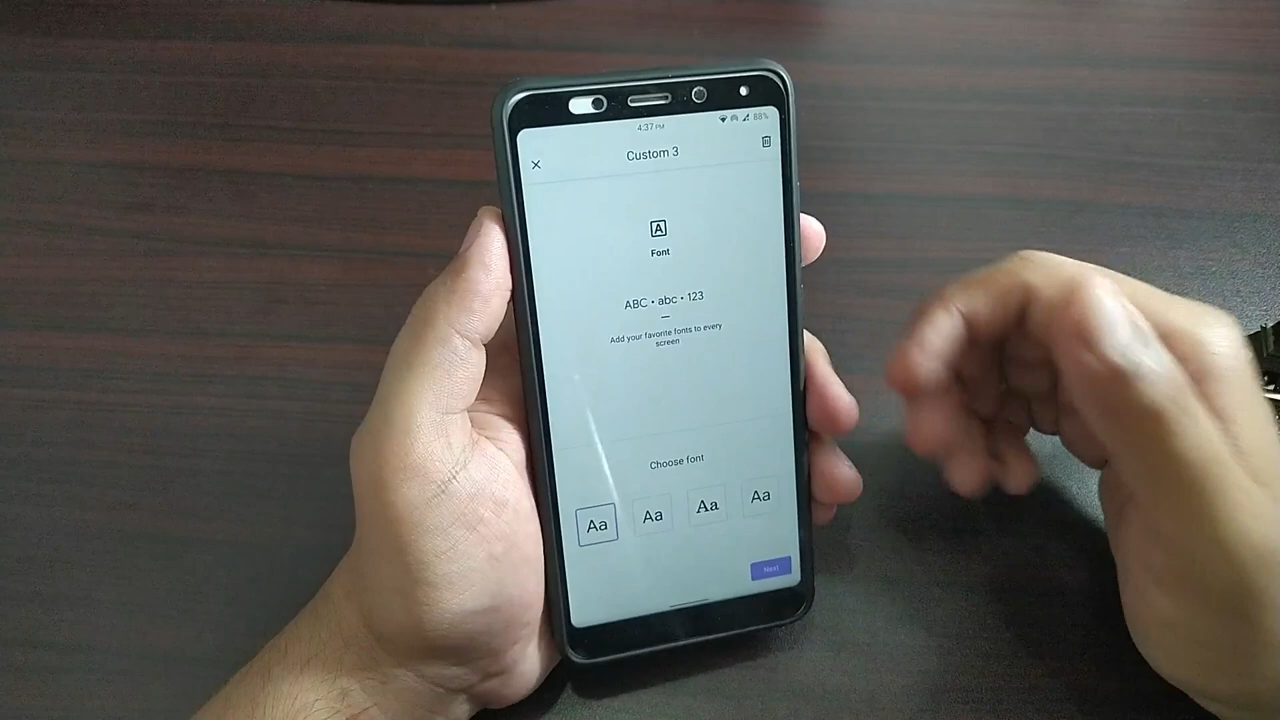 4:37 PM
88%
Custom 3
A
Font
ABC • abc • 123
Add your favorite fonts to every
screen
Choose font
Aa Aa Aa Aa
Next